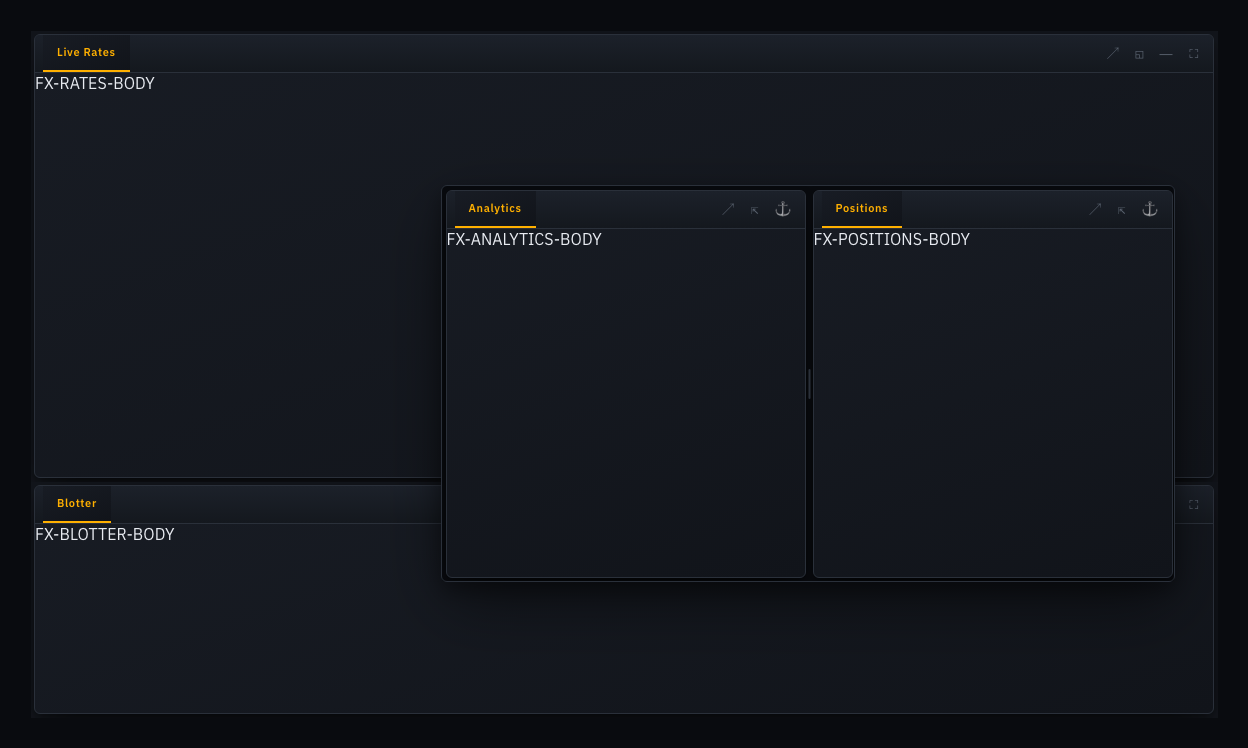 Live Rates
FX-RATES-BODY
Analytics
FX-ANALYTICS-BODY
Positions
FX-POSITIONS-BODY
Blotter
FX-BLOTTER-BODY